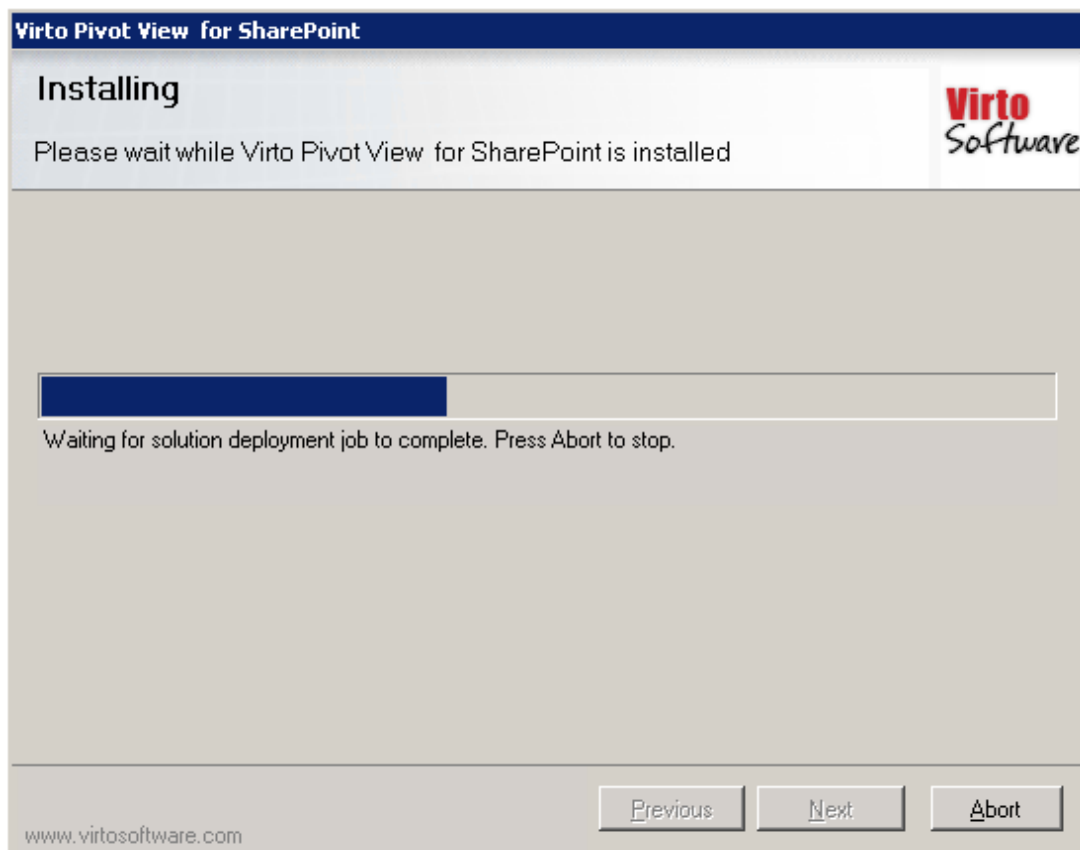 Virto Pivot View for SharePoint
Installing
Please wait while Virto Pivot View for SharePoint is installed
Virto
Software
Waiting for solution deployment job to complete. Press Abort to stop.
Previous
Next
Abort
www.virtosoftware.com